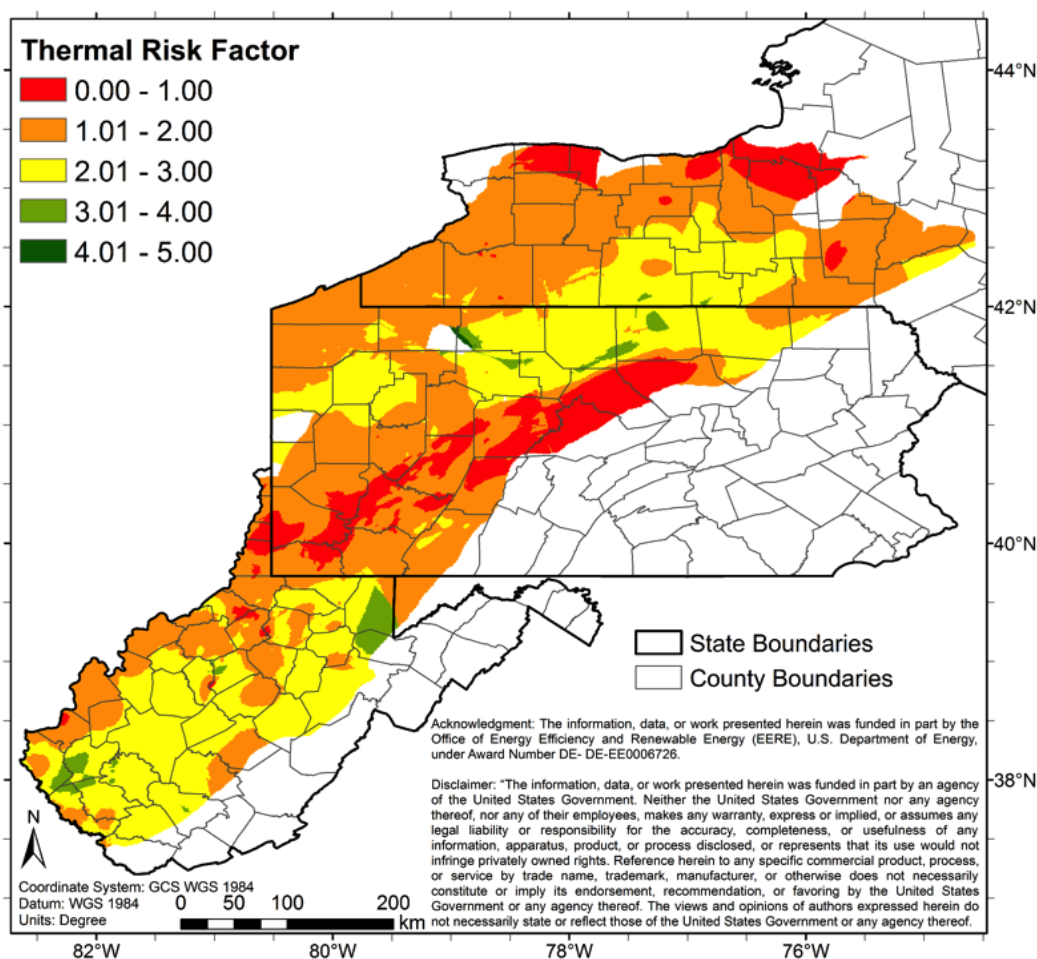 Thermal Risk Factor
0.00 - 1.00
1.01 - 2.00
2.01 - 3.00
3.01 - 4.00
4.01 - 5.00
44°N
42°N
40°N
38°N
State Boundaries
County Boundaries
Acknowledgment: The information, data, or work presented herein was funded in part by the
Office of Energy Efficiency and Renewable Energy (EERE), U.S. Department of Energy,
under Award Number DE- DE-EE0006726.
Disclaimer: “The information, data, or work presented herein was funded in part by an agency
of the United States Government. Neither the United States Government nor any agency
thereof, nor any of their employees, makes any warranty, express or implied, or assumes any
legal liability or responsibility for the accuracy, completeness, or usefulness of any
information, apparatus, product, or process disclosed, or represents that its use would not
infringe privately owned rights. Reference herein to any specific commercial product, process,
or service by trade name, trademark, manufacturer, or otherwise does not necessarily
constitute or imply its endorsement, recommendation, or favoring by the United States
Government or any agency thereof. The views and opinions of authors expressed herein do
not necessarily state or reflect those of the United States Government or any agency thereof.
N
Coordinate System: GCS WGS 1984
Datum: WGS 1984
Units: Degree
0 50 100 200
km
82°W 80°W 78°W 76°W